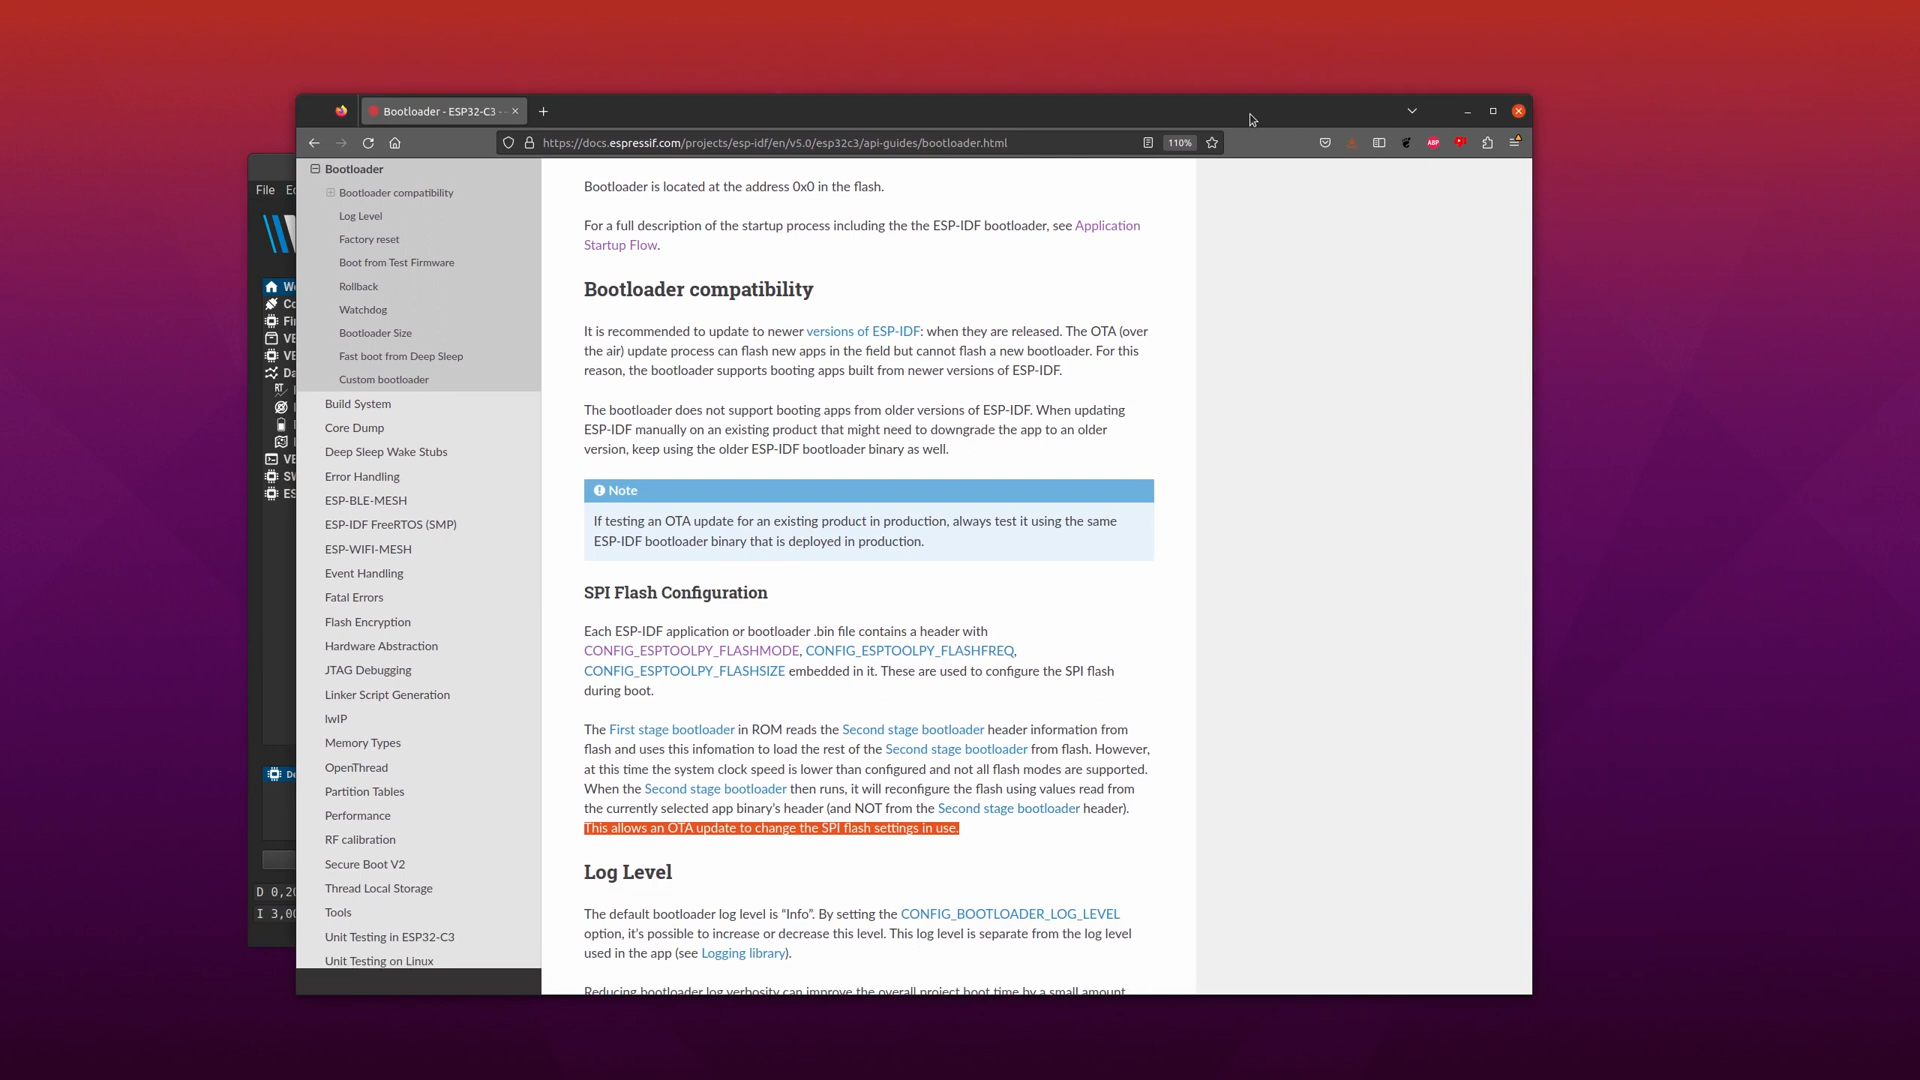 Bootloader - ESP32-C3 -
https://docs.espressif.com/projects/esp-idf/en/v5.0/esp32c3/api-guides/bootloader.html
110%
ABP
File
Bootloader
Bootloader compatibility
Log Level
Factory reset
Boot from Test Firmware
Rollback
Watchdog
Bootloader Size
Fast boot from Deep Sleep
Custom bootloader
Build System
Core Dump
Deep Sleep Wake Stubs
Error Handling
ESP-BLE-MESH
ESP-IDF FreeRTOS (SMP)
ESP-WIFI-MESH
Event Handling
Fatal Errors
Flash Encryption
Hardware Abstraction
JTAG Debugging
Linker Script Generation
lwIP
Memory Types
OpenThread
Partition Tables
Performance
RF calibration
Secure Boot V2
Thread Local Storage
Tools
Unit Testing in ESP32-C3
Unit Testing on Linux
Bootloader is located at the address 0x0 in the flash.
For a full description of the startup process including the the ESP-IDF bootloader, see Application
Startup Flow.
Bootloader compatibility
It is recommended to update to newer versions of ESP-IDF: when they are released. The OTA (over
the air) update process can flash new apps in the field but cannot flash a new bootloader. For this
reason, the bootloader supports booting apps built from newer versions of ESP-IDF.
The bootloader does not support booting apps from older versions of ESP-IDF. When updating
ESP-IDF manually on an existing product that might need to downgrade the app to an older
version, keep using the older ESP-IDF bootloader binary as well.
Note
If testing an OTA update for an existing product in production, always test it using the same
ESP-IDF bootloader binary that is deployed in production.
SPI Flash Configuration
Each ESP-IDF application or bootloader .bin file contains a header with
CONFIG_ESPTOOLPY_FLASHMODE, CONFIG_ESPTOOLPY_FLASHFREQ,
CONFIG_ESPTOOLPY_FLASHSIZE embedded in it. These are used to configure the SPI flash
during boot.
The First stage bootloader in ROM reads the Second stage bootloader header information from
flash and uses this infomation to load the rest of the Second stage bootloader from flash. However,
at this time the system clock speed is lower than configured and not all flash modes are supported.
When the Second stage bootloader then runs, it will reconfigure the flash using values read from
the currently selected app binary's header (and NOT from the Second stage bootloader header).
This allows an OTA update to change the SPI flash settings in use.
Log Level
The default bootloader log level is “Info”. By setting the CONFIG_BOOTLOADER_LOG_LEVEL
option, it's possible to increase or decrease this level. This log level is separate from the log level
used in the app (see Logging library).
Reducing bootloader log verbosity can improve the overall project boot time by a small amount